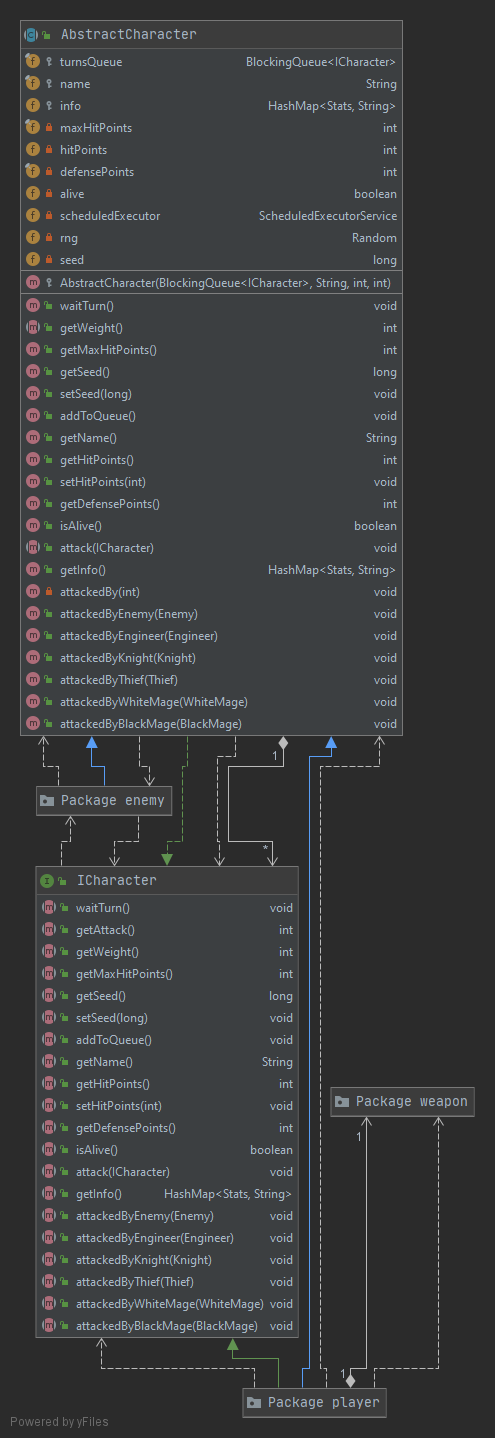 AbstractCharacter
turnsQueue BlockingQueue<ICharacter>
name String
info HashMap<Stats, String>
maxHitPoints int
hitPoints int
defensePoints int
alive boolean
scheduledExecutor ScheduledExecutorService
rng Random
seed long
AbstractCharacter(BlockingQueue<ICharacter>, String, int, int)
waitTurn() void
getWeight() int
getMaxHitPoints() int
getSeed() long
setSeed(long) void
addToQueue() void
getName() String
getHitPoints() int
setHitPoints(int) void
getDefensePoints() int
isAlive() boolean
attack(ICharacter) void
getInfo() HashMap<Stats, String>
attackedBy(int) void
attackedByEnemy(Enemy) void
attackedByEngineer(Engineer) void
attackedByKnight(Knight) void
attackedByThief(Thief) void
attackedByWhiteMage(WhiteMage) void
attackedByBlackMage(BlackMage) void
1
Package enemy
*
ICharacter
waitTurn() void
getAttack() int
getWeight() int
getMaxHitPoints() int
getSeed() long
setSeed(long) void
addToQueue() void
getName() String
getHitPoints() int
setHitPoints(int) void
getDefensePoints() int
isAlive() boolean
attack(ICharacter) void
getInfo() HashMap<Stats, String>
attackedByEnemy(Enemy) void
attackedByEngineer(Engineer) void
attackedByKnight(Knight) void
attackedByThief(Thief) void
attackedByWhiteMage(WhiteMage) void
attackedByBlackMage(BlackMage) void
Package weapon
1
1
Package player
Powered by yFiles